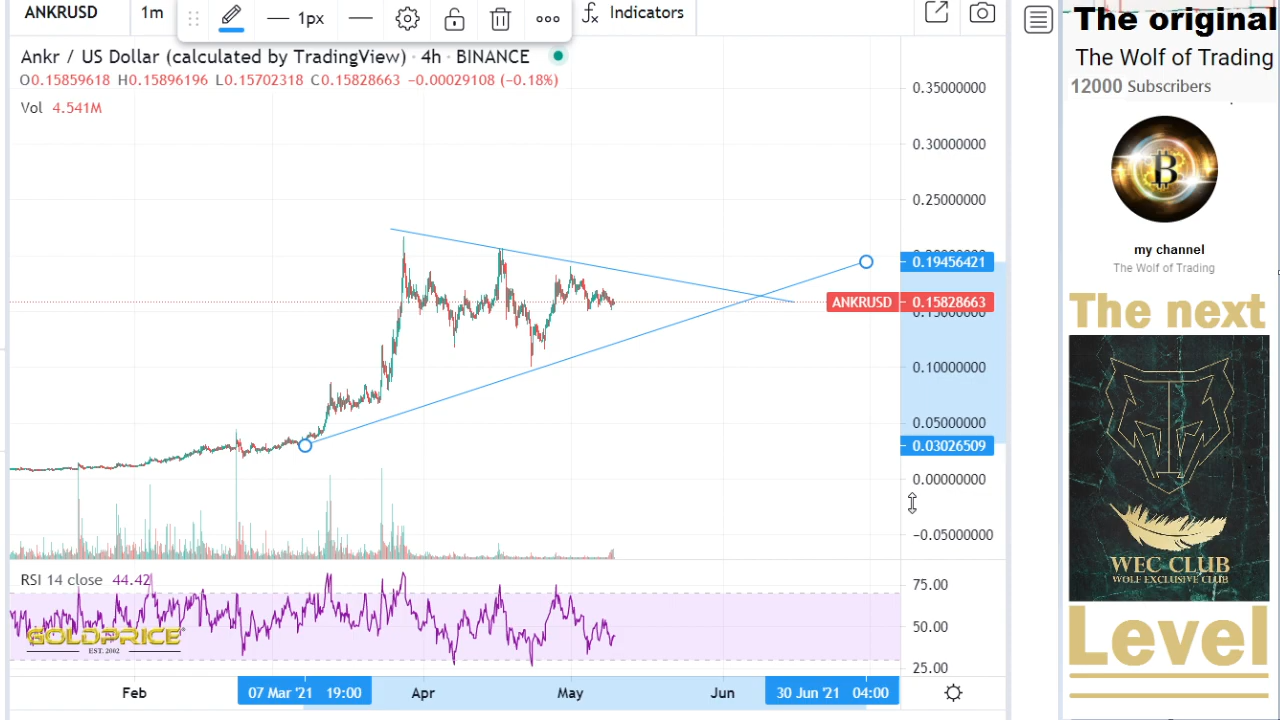 ANKRUSD 1m 1px Indicators
Ankr / US Dollar (calculated by TradingView) · 4h · BINANCE
O0.15859618 H0.15896196 L0.15702318 C0.15828663 −0.00029108 (−0.18%)
Vol 4.541M
0.35000000
0.30000000
0.25000000
0.19456421
ANKRUSD 0.15828663
0.15000000
0.10000000
0.05000000
0.03026509
0.00000000
−0.05000000
RSI 14 close 44.42
75.00
50.00
25.00
GOLDPRICE
EST. 2002
Feb 07 Mar '21 19:00 Apr May Jun 30 Jun '21 04:00
The original
The Wolf of Trading
12000 Subscribers
B
my channel
The Wolf of Trading
The next
WEC CLUB
WOLF EXCLUSIVE CLUB
Level